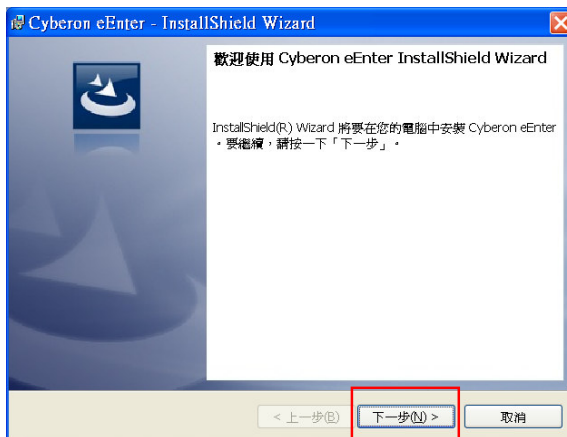 Cyberon eEnter - InstallShield Wizard
歡迎使用 Cyberon eEnter InstallShield Wizard
InstallShield(R) Wizard 將要在您的電腦中安裝 Cyberon eEnter
。要繼續，請按一下「下一步」。
< 上一步(B)
下一步(N) >
取消